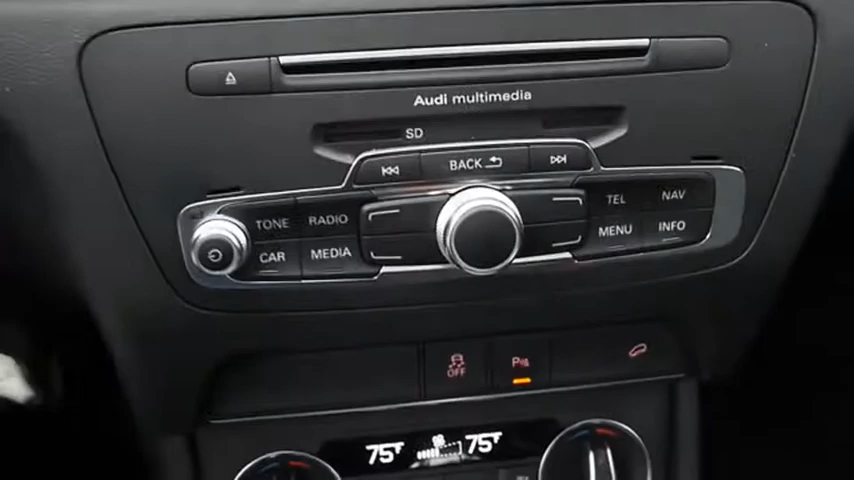 Audi multimedia
SD
BACK
TONE RADIO TEL NAV
CAR MEDIA MENU INFO
OFF P
75°F 75°F